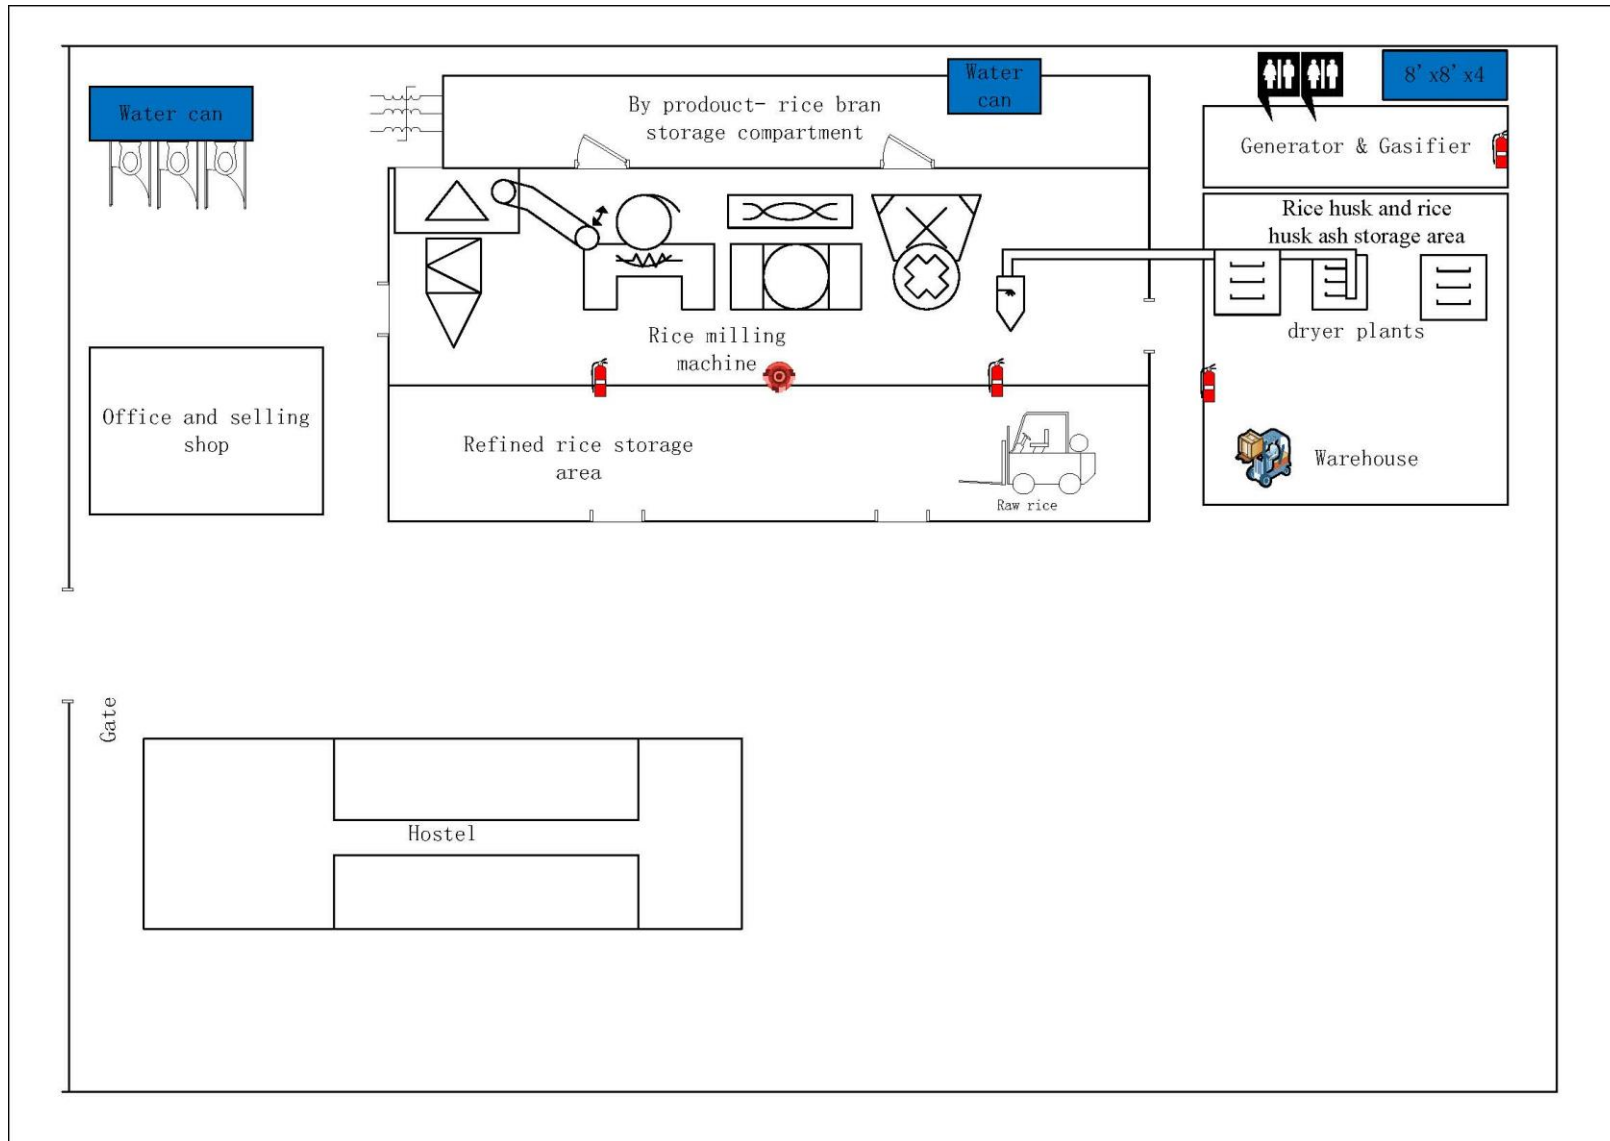 Water can
By prodouct- rice bran
storage compartment
Water
can
8'x8'x4
Generator & Gasifier
Rice husk and rice
husk ash storage area
dryer plants
Rice milling
machine
Office and selling
shop
Refined rice storage
area
Raw rice
Warehouse
Gate
Hostel